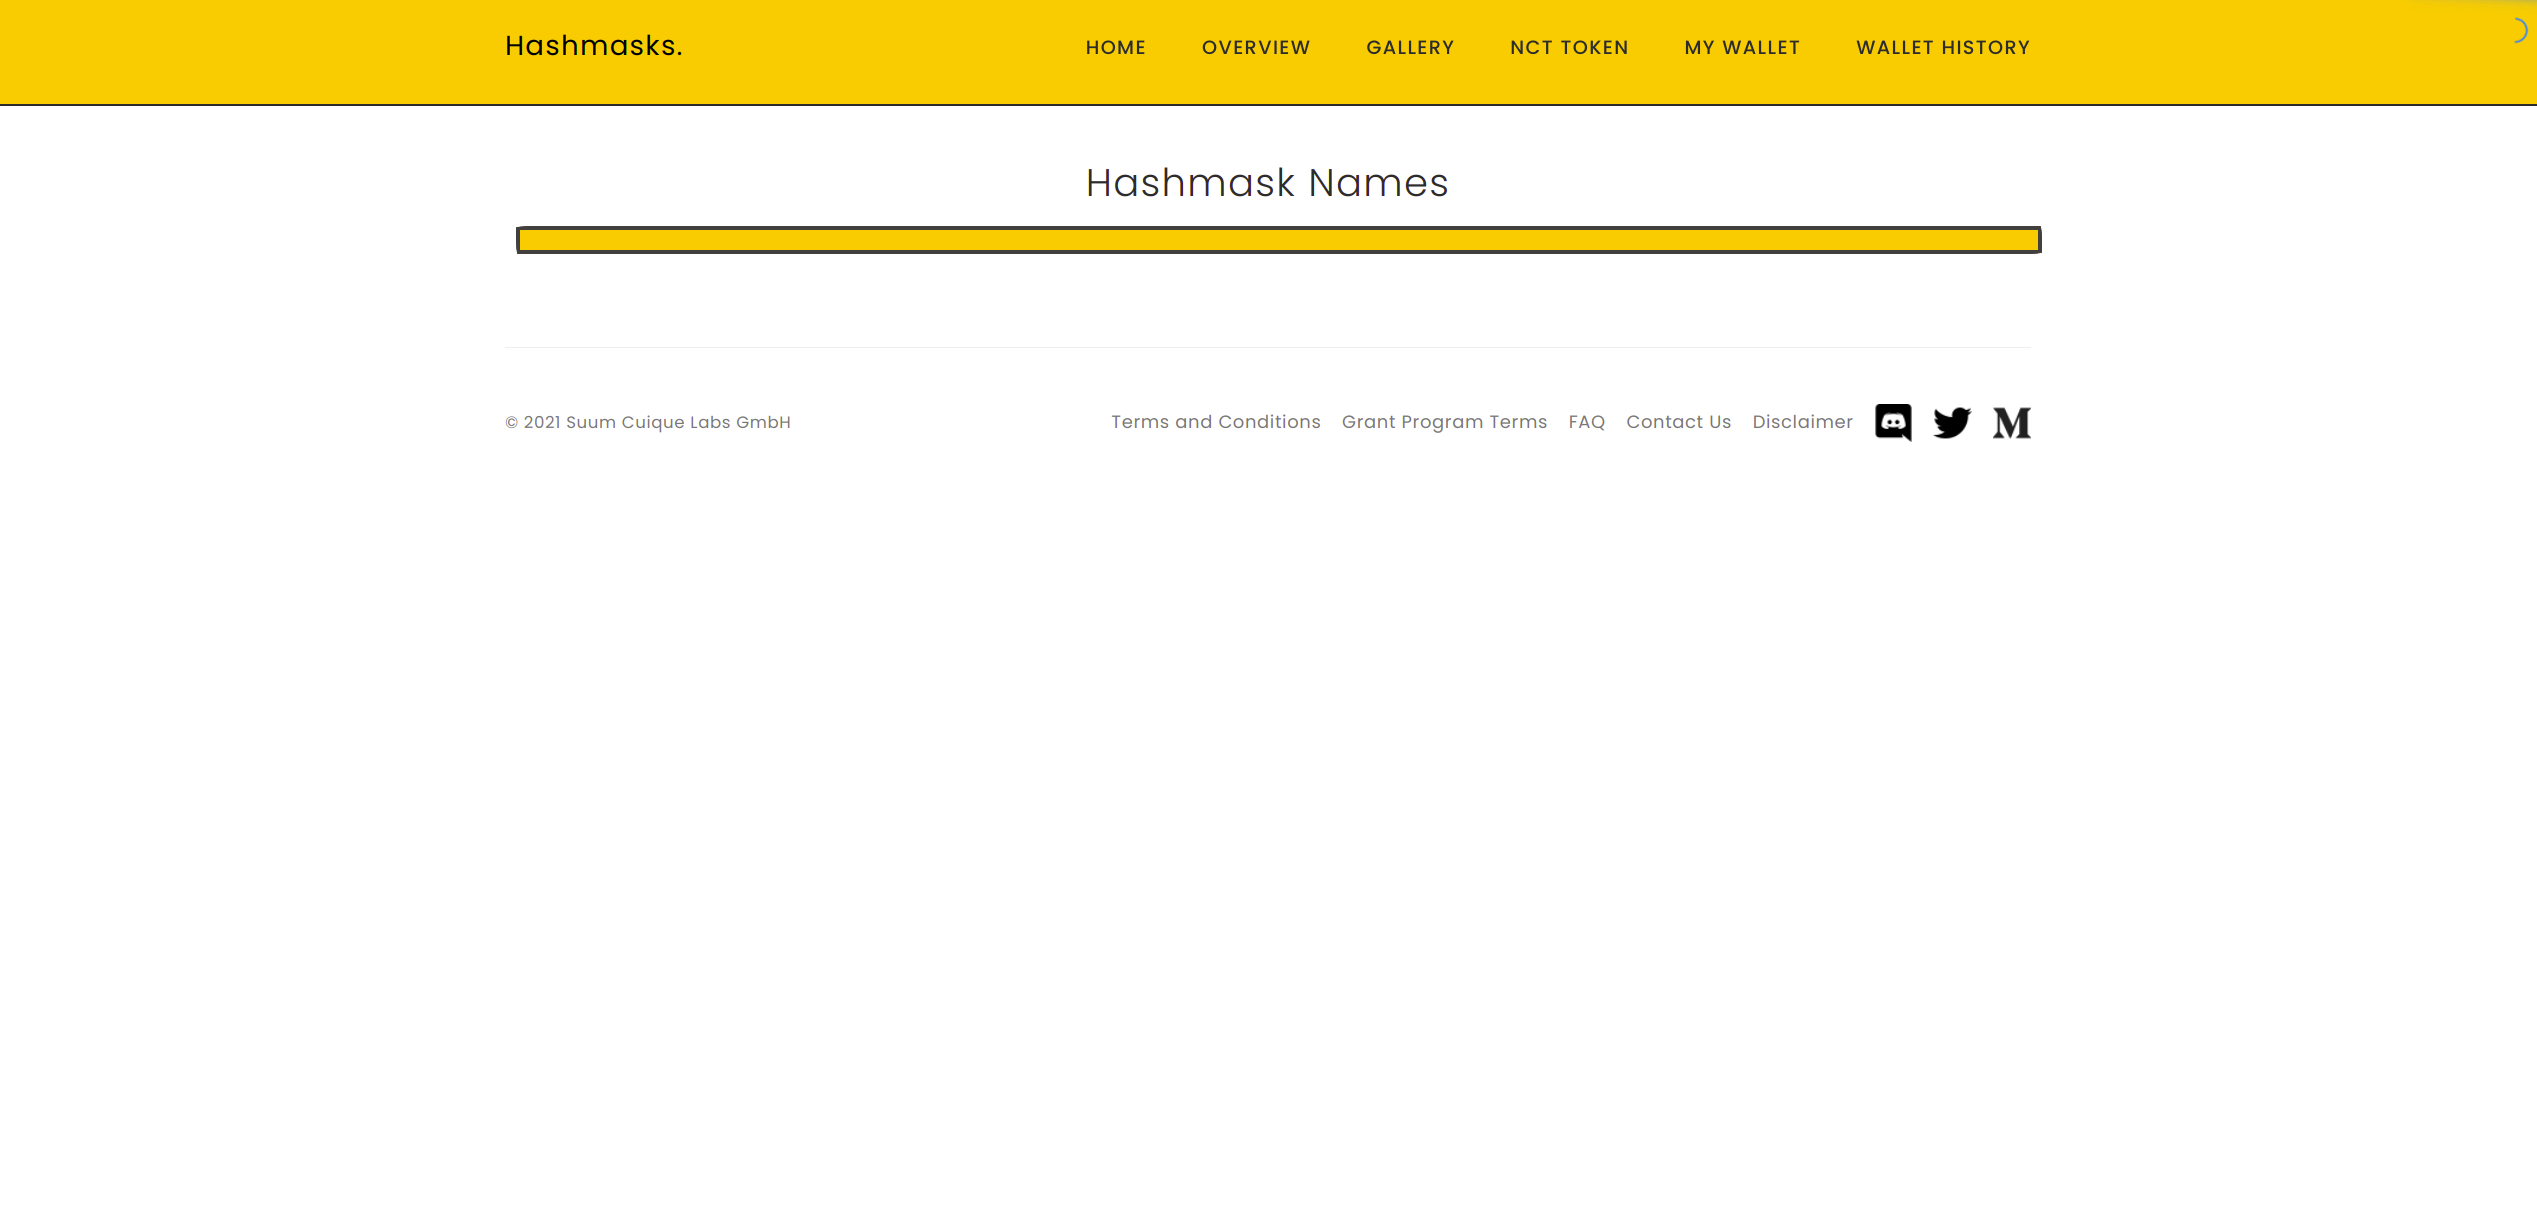 Hashmasks.
HOME OVERVIEW GALLERY NCT TOKEN MY WALLET WALLET HISTORY
Hashmask Names
© 2021 Suum Cuique Labs GmbH
Terms and Conditions Grant Program Terms FAQ Contact Us Disclaimer